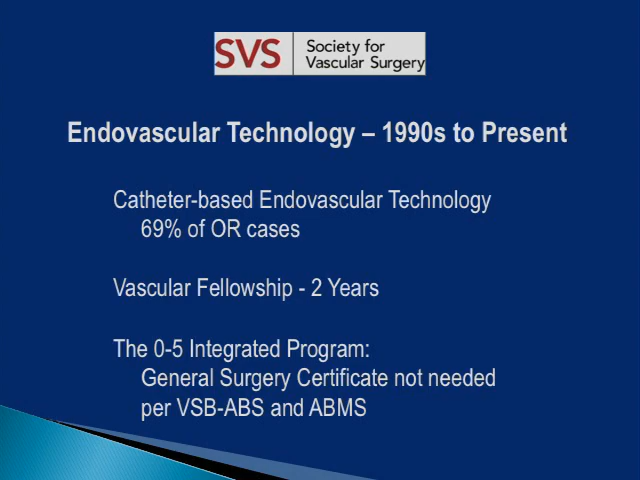 SVS
Society for
Vascular Surgery
Endovascular Technology – 1990s to Present
Catheter-based Endovascular Technology
69% of OR cases
Vascular Fellowship - 2 Years
The 0-5 Integrated Program:
General Surgery Certificate not needed
per VSB-ABS and ABMS